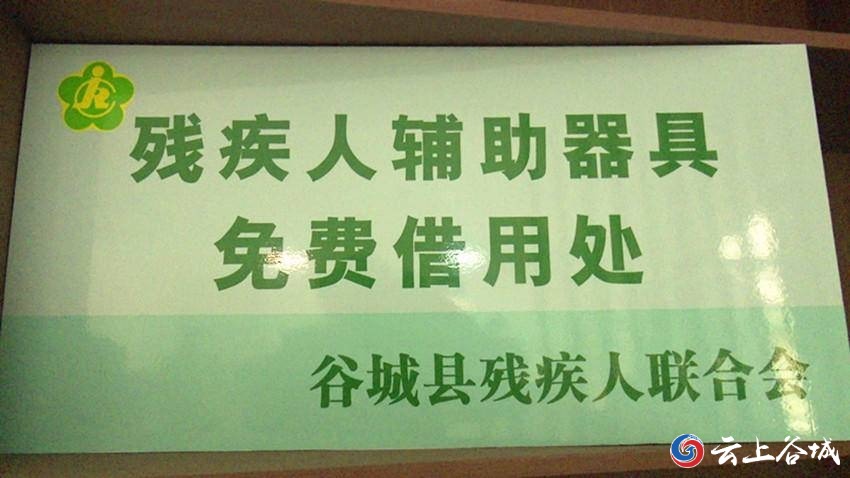 残疾人辅助器具
免费借用处
谷城县残疾人联合会
云上谷城